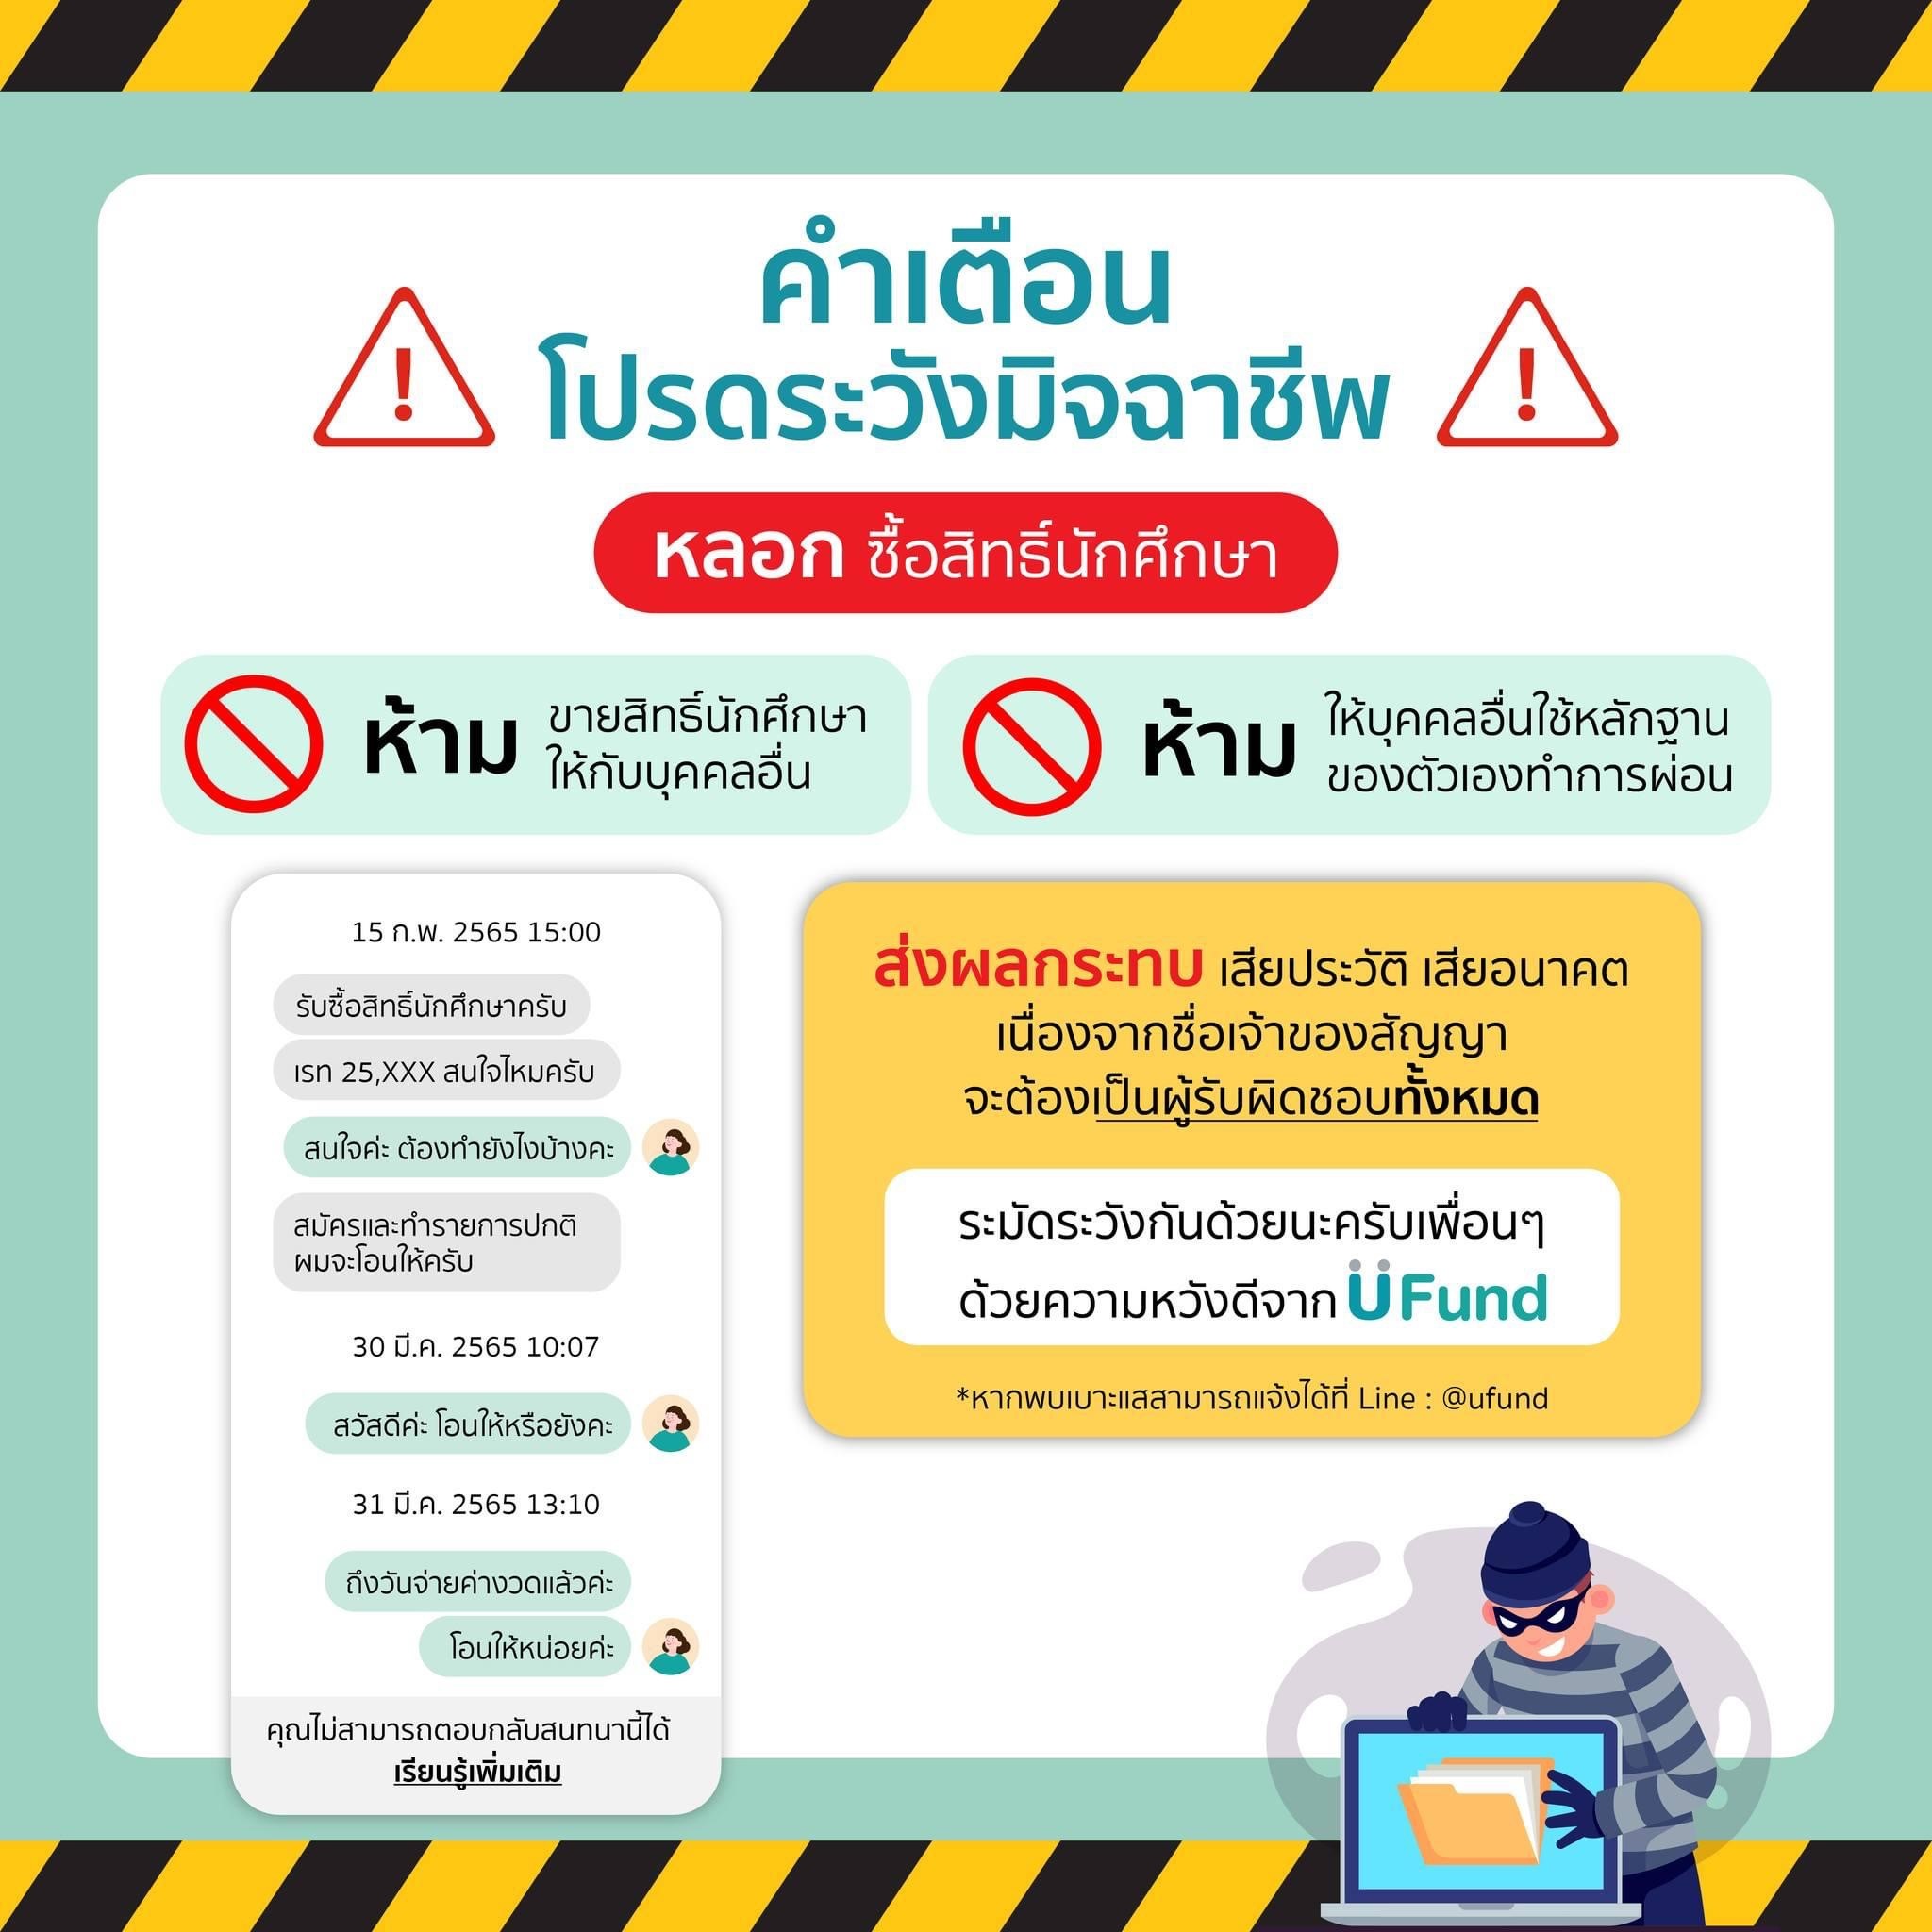 คำเตือน
โปรดระวังมิจฉาชีพ
หลอก ซื้อสิทธิ์นักศึกษา
ห้าม ขายสิทธิ์นักศึกษา
ให้กับบุคคลอื่น
ห้าม ให้บุคคลอื่นใช้หลักฐาน
ของตัวเองทำการผ่อน
15 ก.พ. 2565 15:00
รับซื้อสิทธิ์นักศึกษาครับ
เรท 25,XXX สนใจไหมครับ
สนใจค่ะ ต้องทำยังไงบ้างคะ
สมัครและทำรายการปกติ
ผมจะโอนให้ครับ
30 มี.ค. 2565 10:07
สวัสดีค่ะ โอนให้หรือยังคะ
31 มี.ค. 2565 13:10
ถึงวันจ่ายค่างวดแล้วค่ะ
โอนให้หน่อยค่ะ
คุณไม่สามารถตอบกลับสนทนานี้ได้
เรียนรู้เพิ่มเติม
ส่งผลกระทบ เสียประวัติ เสียอนาคต
เนื่องจากชื่อเจ้าของสัญญา
จะต้องเป็นผู้รับผิดชอบทั้งหมด
ระมัดระวังกันด้วยนะครับเพื่อนๆ
ด้วยความหวังดีจาก Ü Fund
*หากพบเบาะแสสามารถแจ้งได้ที่ Line : @ufund